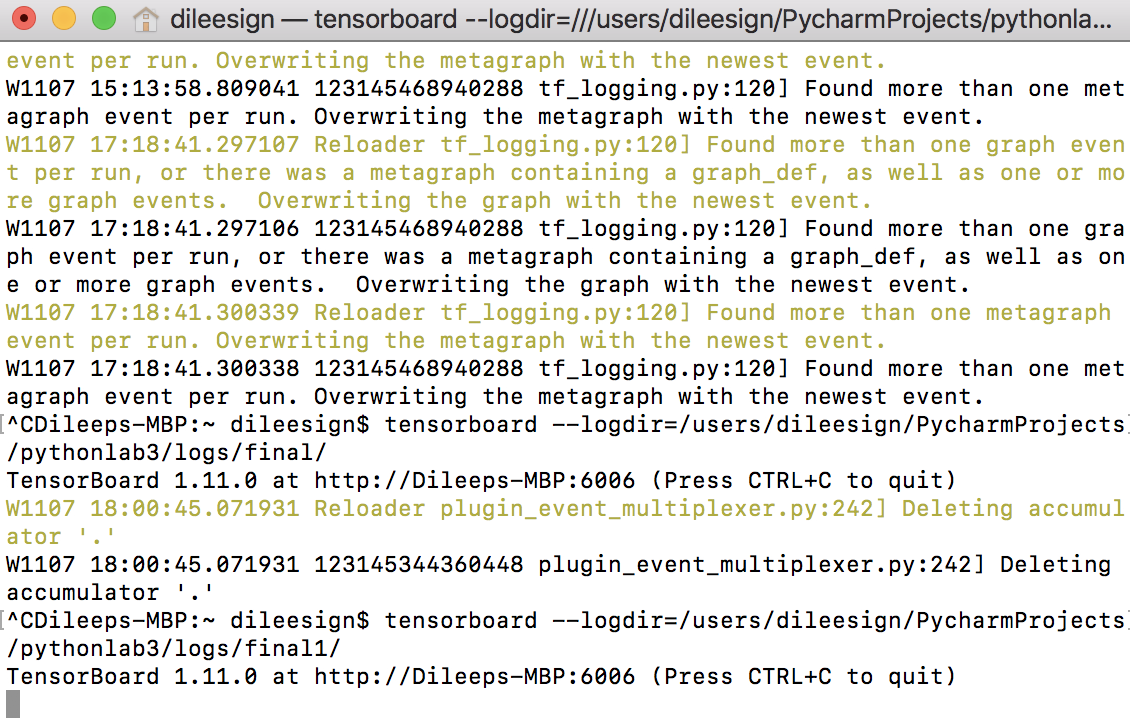 dileesign — tensorboard --logdir=///users/dileesign/PycharmProjects/pythonla...
event per run. Overwriting the metagraph with the newest event.
W1107 15:13:58.809041 123145468940288 tf_logging.py:120] Found more than one met
agraph event per run. Overwriting the metagraph with the newest event.
W1107 17:18:41.297107 Reloader tf_logging.py:120] Found more than one graph even
t per run, or there was a metagraph containing a graph_def, as well as one or mo
re graph events.  Overwriting the graph with the newest event.
W1107 17:18:41.297106 123145468940288 tf_logging.py:120] Found more than one gra
ph event per run, or there was a metagraph containing a graph_def, as well as on
e or more graph events.  Overwriting the graph with the newest event.
W1107 17:18:41.300339 Reloader tf_logging.py:120] Found more than one metagraph
event per run. Overwriting the metagraph with the newest event.
W1107 17:18:41.300338 123145468940288 tf_logging.py:120] Found more than one met
agraph event per run. Overwriting the metagraph with the newest event.
[^CDileeps-MBP:~ dileesign$ tensorboard --logdir=/users/dileesign/PycharmProjects]
/pythonlab3/logs/final/
TensorBoard 1.11.0 at http://Dileeps-MBP:6006 (Press CTRL+C to quit)
W1107 18:00:45.071931 Reloader plugin_event_multiplexer.py:242] Deleting accumul
ator '.'
W1107 18:00:45.071931 123145344360448 plugin_event_multiplexer.py:242] Deleting
accumulator '.'
[^CDileeps-MBP:~ dileesign$ tensorboard --logdir=/users/dileesign/PycharmProjects]
/pythonlab3/logs/final1/
TensorBoard 1.11.0 at http://Dileeps-MBP:6006 (Press CTRL+C to quit)